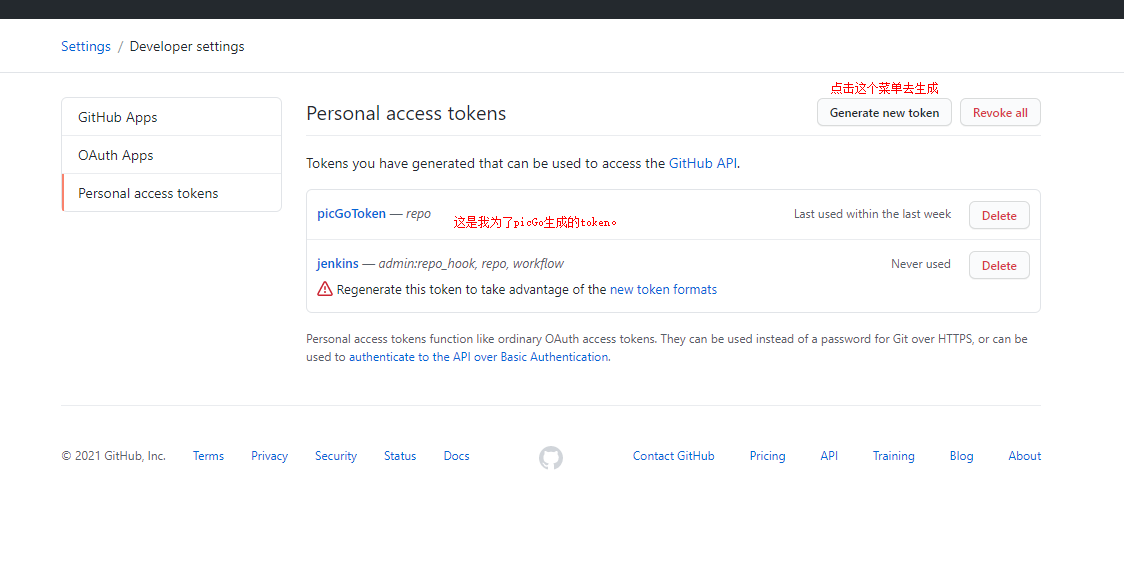 Settings / Developer settings
GitHub Apps
OAuth Apps
Personal access tokens
Personal access tokens
点击这个菜单去生成
Generate new token
Revoke all
Tokens you have generated that can be used to access the GitHub API.
picGoToken — repo
这是我为了picGo生成的token。
Last used within the last week
Delete
jenkins — admin:repo_hook, repo, workflow
Never used
Delete
Regenerate this token to take advantage of the new token formats
Personal access tokens function like ordinary OAuth access tokens. They can be used instead of a password for Git over HTTPS, or can be
used to authenticate to the API over Basic Authentication.
© 2021 GitHub, Inc. Terms Privacy Security Status Docs Contact GitHub Pricing API Training Blog About